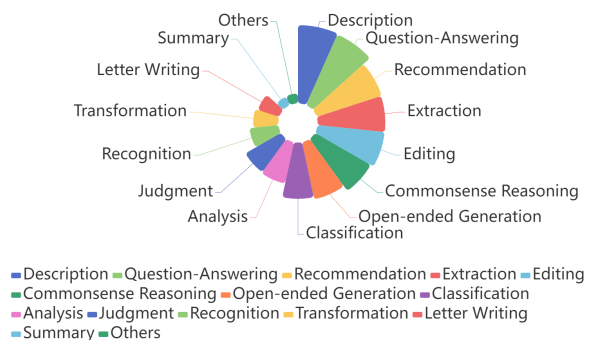 Others
Description
Summary
Question-Answering
Letter Writing
Recommendation
Transformation
Extraction
Recognition
Editing
Judgment
Commonsense Reasoning
Analysis
Open-ended Generation
Classification
Description Question-Answering Recommendation Extraction Editing
Commonsense Reasoning Open-ended Generation Classification
Analysis Judgment Recognition Transformation Letter Writing
Summary Others